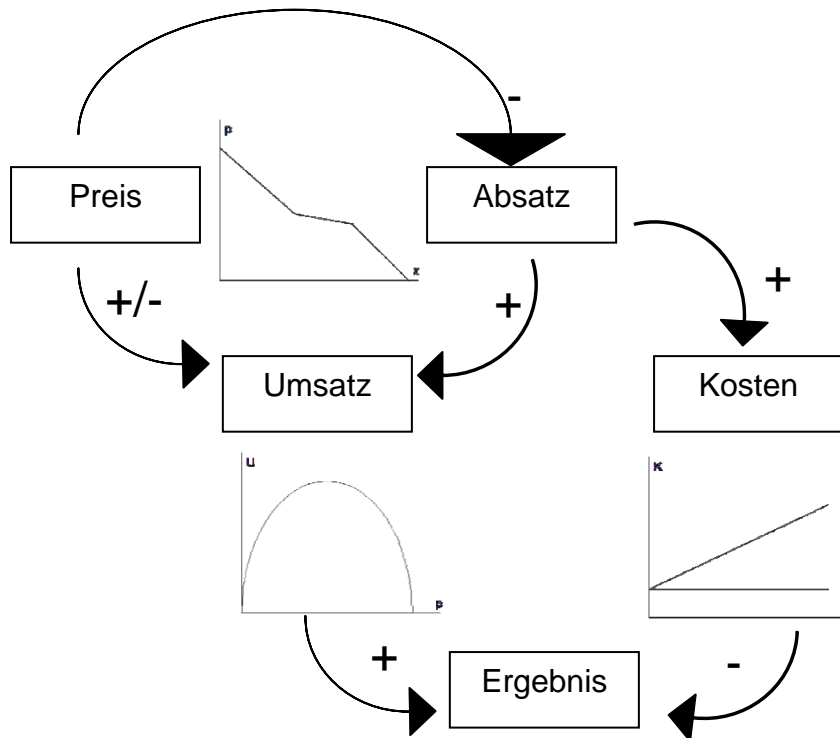 -
p
Preis
Absatz
x
+/-
+
+
Umsatz
Kosten
U
K
p
+
-
Ergebnis